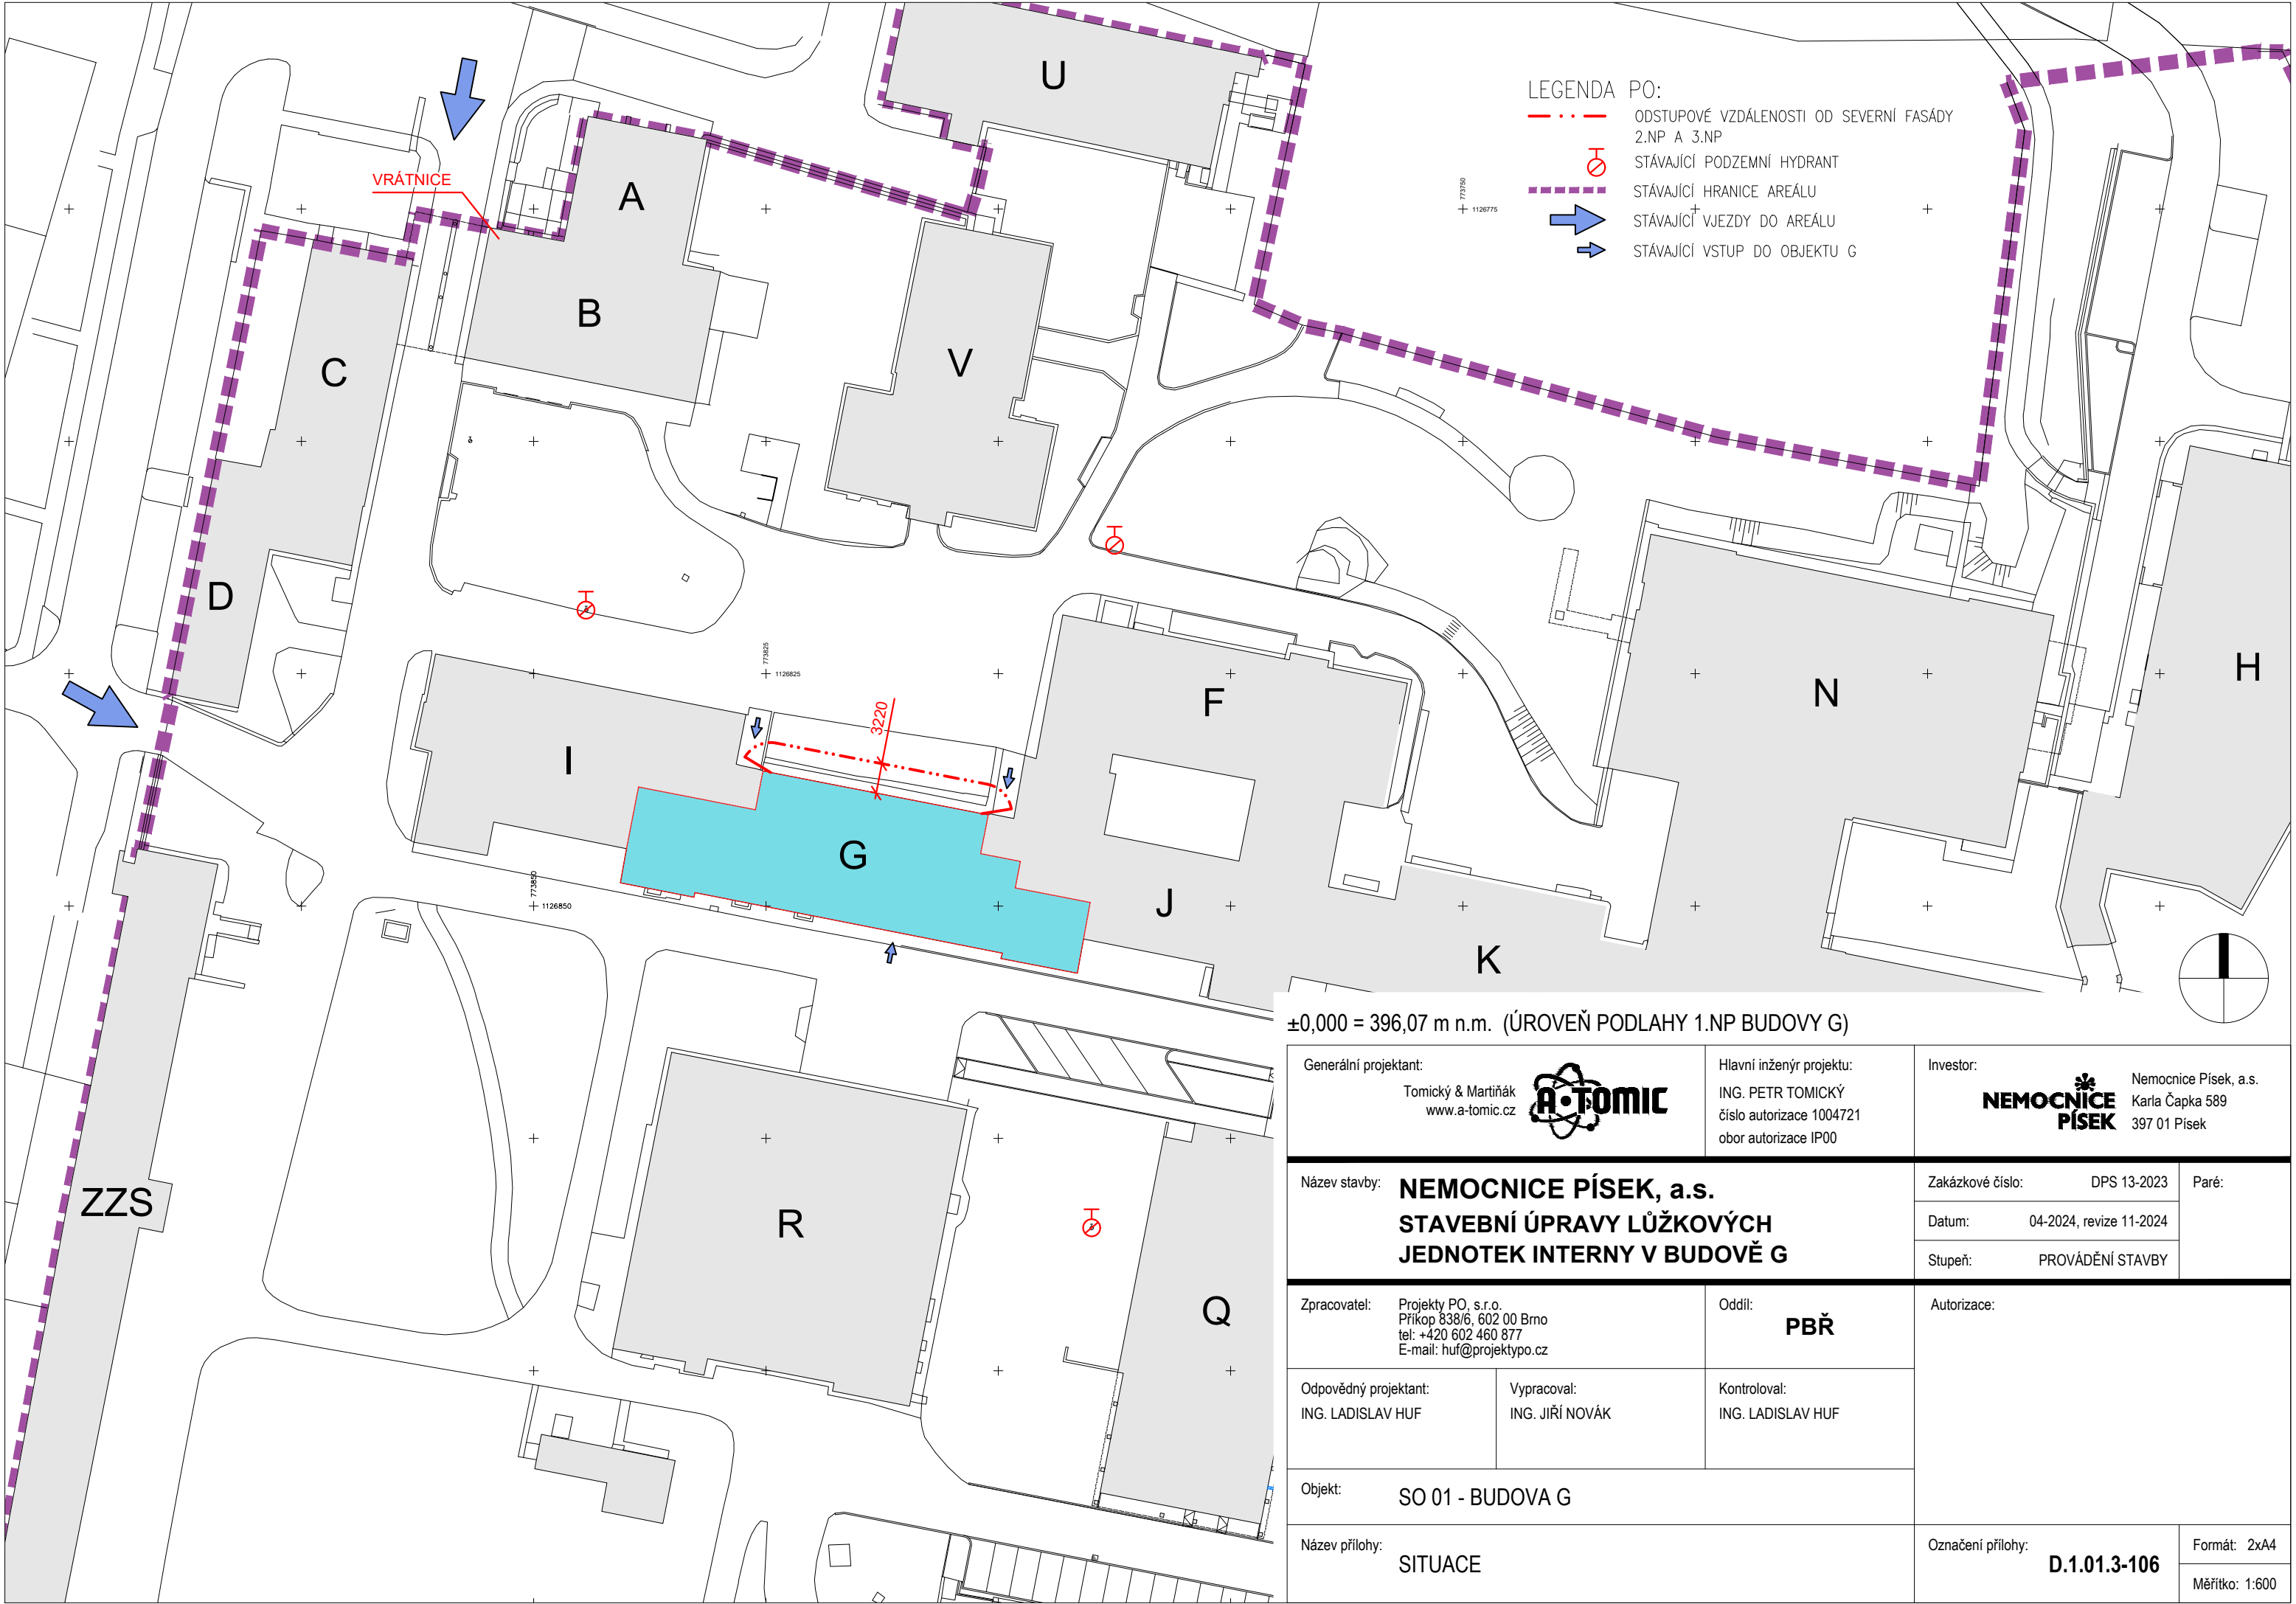 U
LEGENDA PO:
ODSTUPOVÉ VZDÁLENOSTI OD SEVERNÍ FASÁDY
2.NP A 3.NP
STÁVAJÍCÍ PODZEMNÍ HYDRANT
STÁVAJÍCÍ HRANICE AREÁLU
STÁVAJÍCÍ VJEZDY DO AREÁLU
STÁVAJÍCÍ VSTUP DO OBJEKTU G
773750
1126775
VRÁTNICE
A
B
C
V
D
773825
1126825
F
N
H
3220
I
G
J
773850
1126850
K
ZZS
R
Q
±0,000 = 396,07 m n.m. (ÚROVEŇ PODLAHY 1.NP BUDOVY G)
Generální projektant:
Tomický & Martiňák
www.a-tomic.cz
A•TOMIC
Hlavní inženýr projektu:
ING. PETR TOMICKÝ
číslo autorizace 1004721
obor autorizace IP00
Investor:
NEMOCNICE
PÍSEK
Nemocnice Písek, a.s.
Karla Čapka 589
397 01 Písek
Název stavby:
NEMOCNICE PÍSEK, a.s.
STAVEBNÍ ÚPRAVY LŮŽKOVÝCH
JEDNOTEK INTERNY V BUDOVĚ G
Zakázkové číslo: DPS 13-2023
Paré:
Datum: 04-2024, revize 11-2024
Stupeň: PROVÁDĚNÍ STAVBY
Zpracovatel:
Projekty PO, s.r.o.
Příkop 838/6, 602 00 Brno
tel: +420 602 460 877
E-mail: huf@projektypo.cz
Oddíl:
PBŘ
Autorizace:
Odpovědný projektant:
ING. LADISLAV HUF
Vypracoval:
ING. JIŘÍ NOVÁK
Kontroloval:
ING. LADISLAV HUF
Objekt:
SO 01 - BUDOVA G
Název přílohy:
SITUACE
Označení přílohy:
D.1.01.3-106
Formát: 2xA4
Měřítko: 1:600